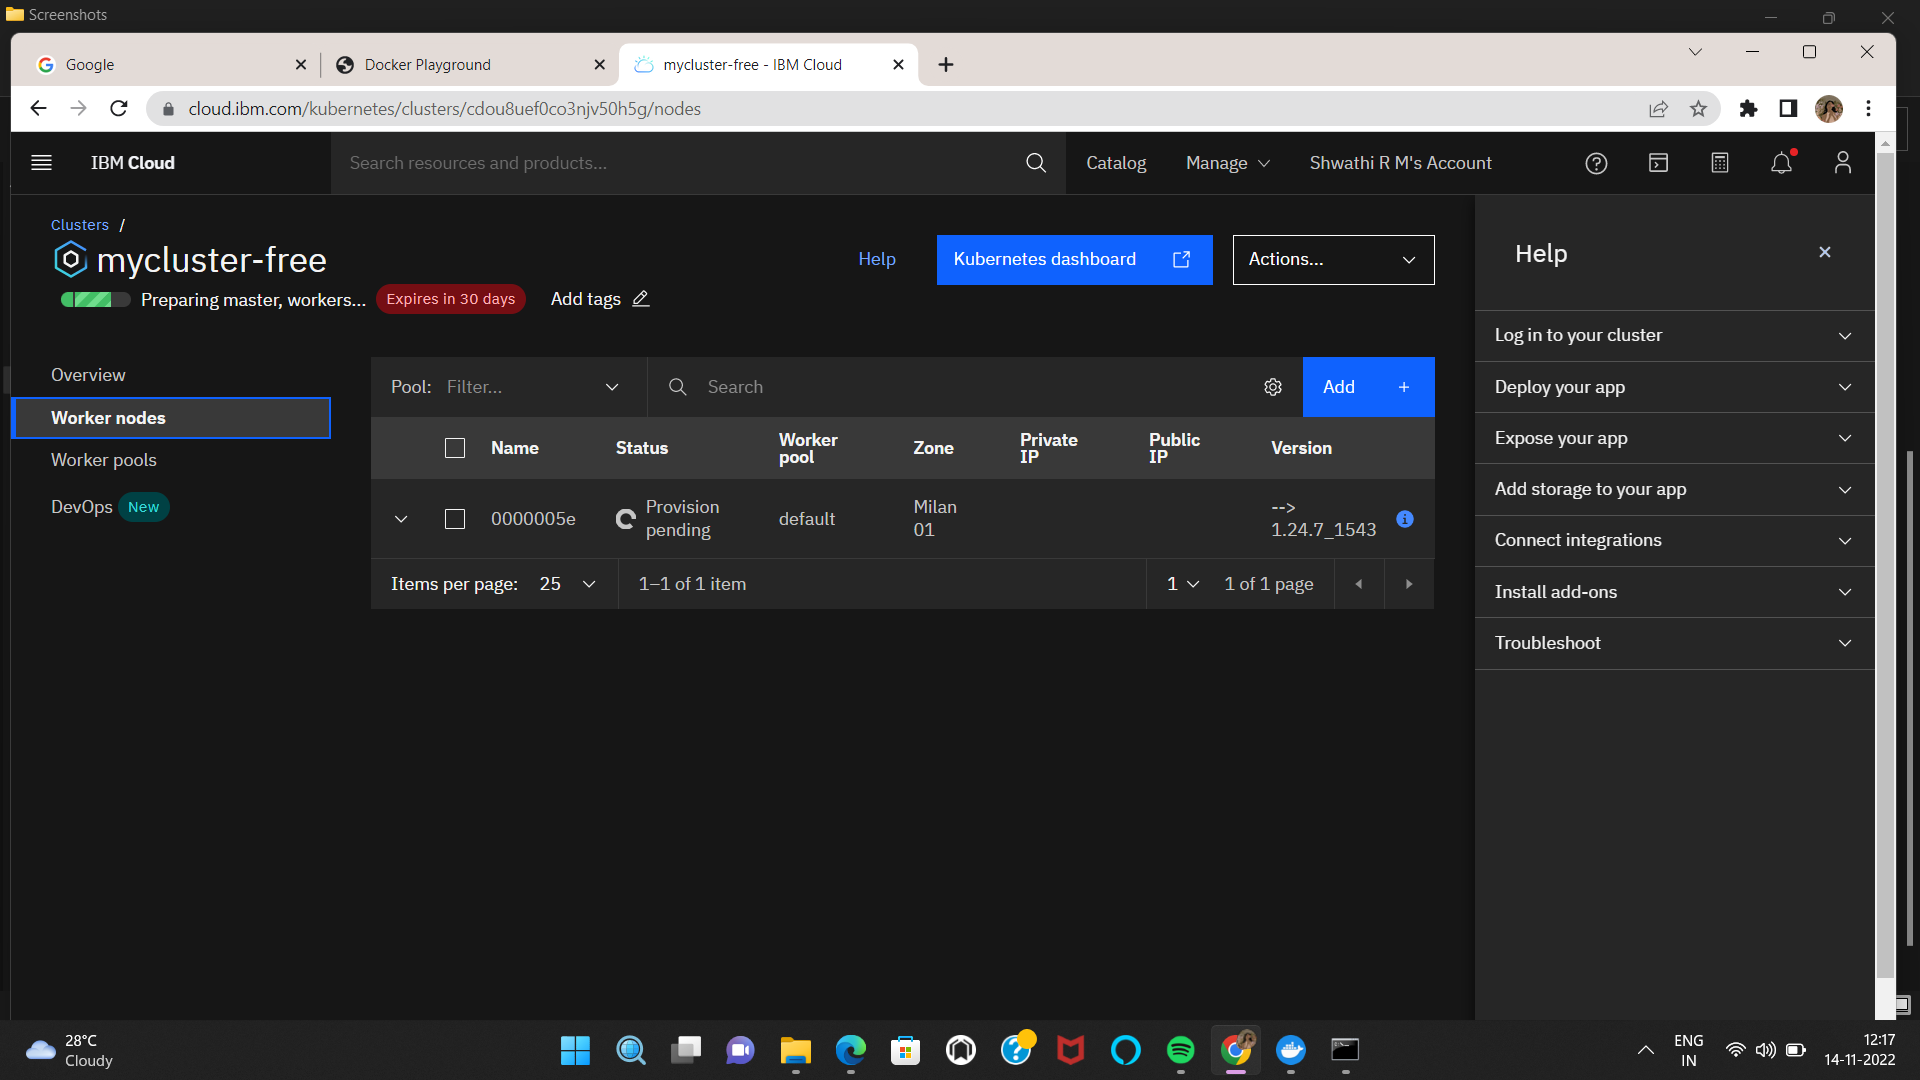 Screenshots
Google
Docker Playground
mycluster-free - IBM Cloud
cloud.ibm.com/kubernetes/clusters/cdou8uef0co3njv50h5g/nodes
IBM Cloud
Search resources and products...
Catalog
Manage
Shwathi R M's Account
Clusters /
mycluster-free
Help
Kubernetes dashboard
Actions...
Preparing master, workers...
Expires in 30 days
Add tags
Overview
Worker nodes
Worker pools
DevOps New
Pool: Filter...
Search
Add +
Name
Status
Worker
pool
Zone
Private
IP
Public
IP
Version
0000005e
Provision
pending
default
Milan
01
-->
1.24.7_1543
Items per page: 25
1–1 of 1 item
1
1 of 1 page
Help
Log in to your cluster
Deploy your app
Expose your app
Add storage to your app
Connect integrations
Install add-ons
Troubleshoot
28°C
Cloudy
ENG
IN
12:17
14-11-2022